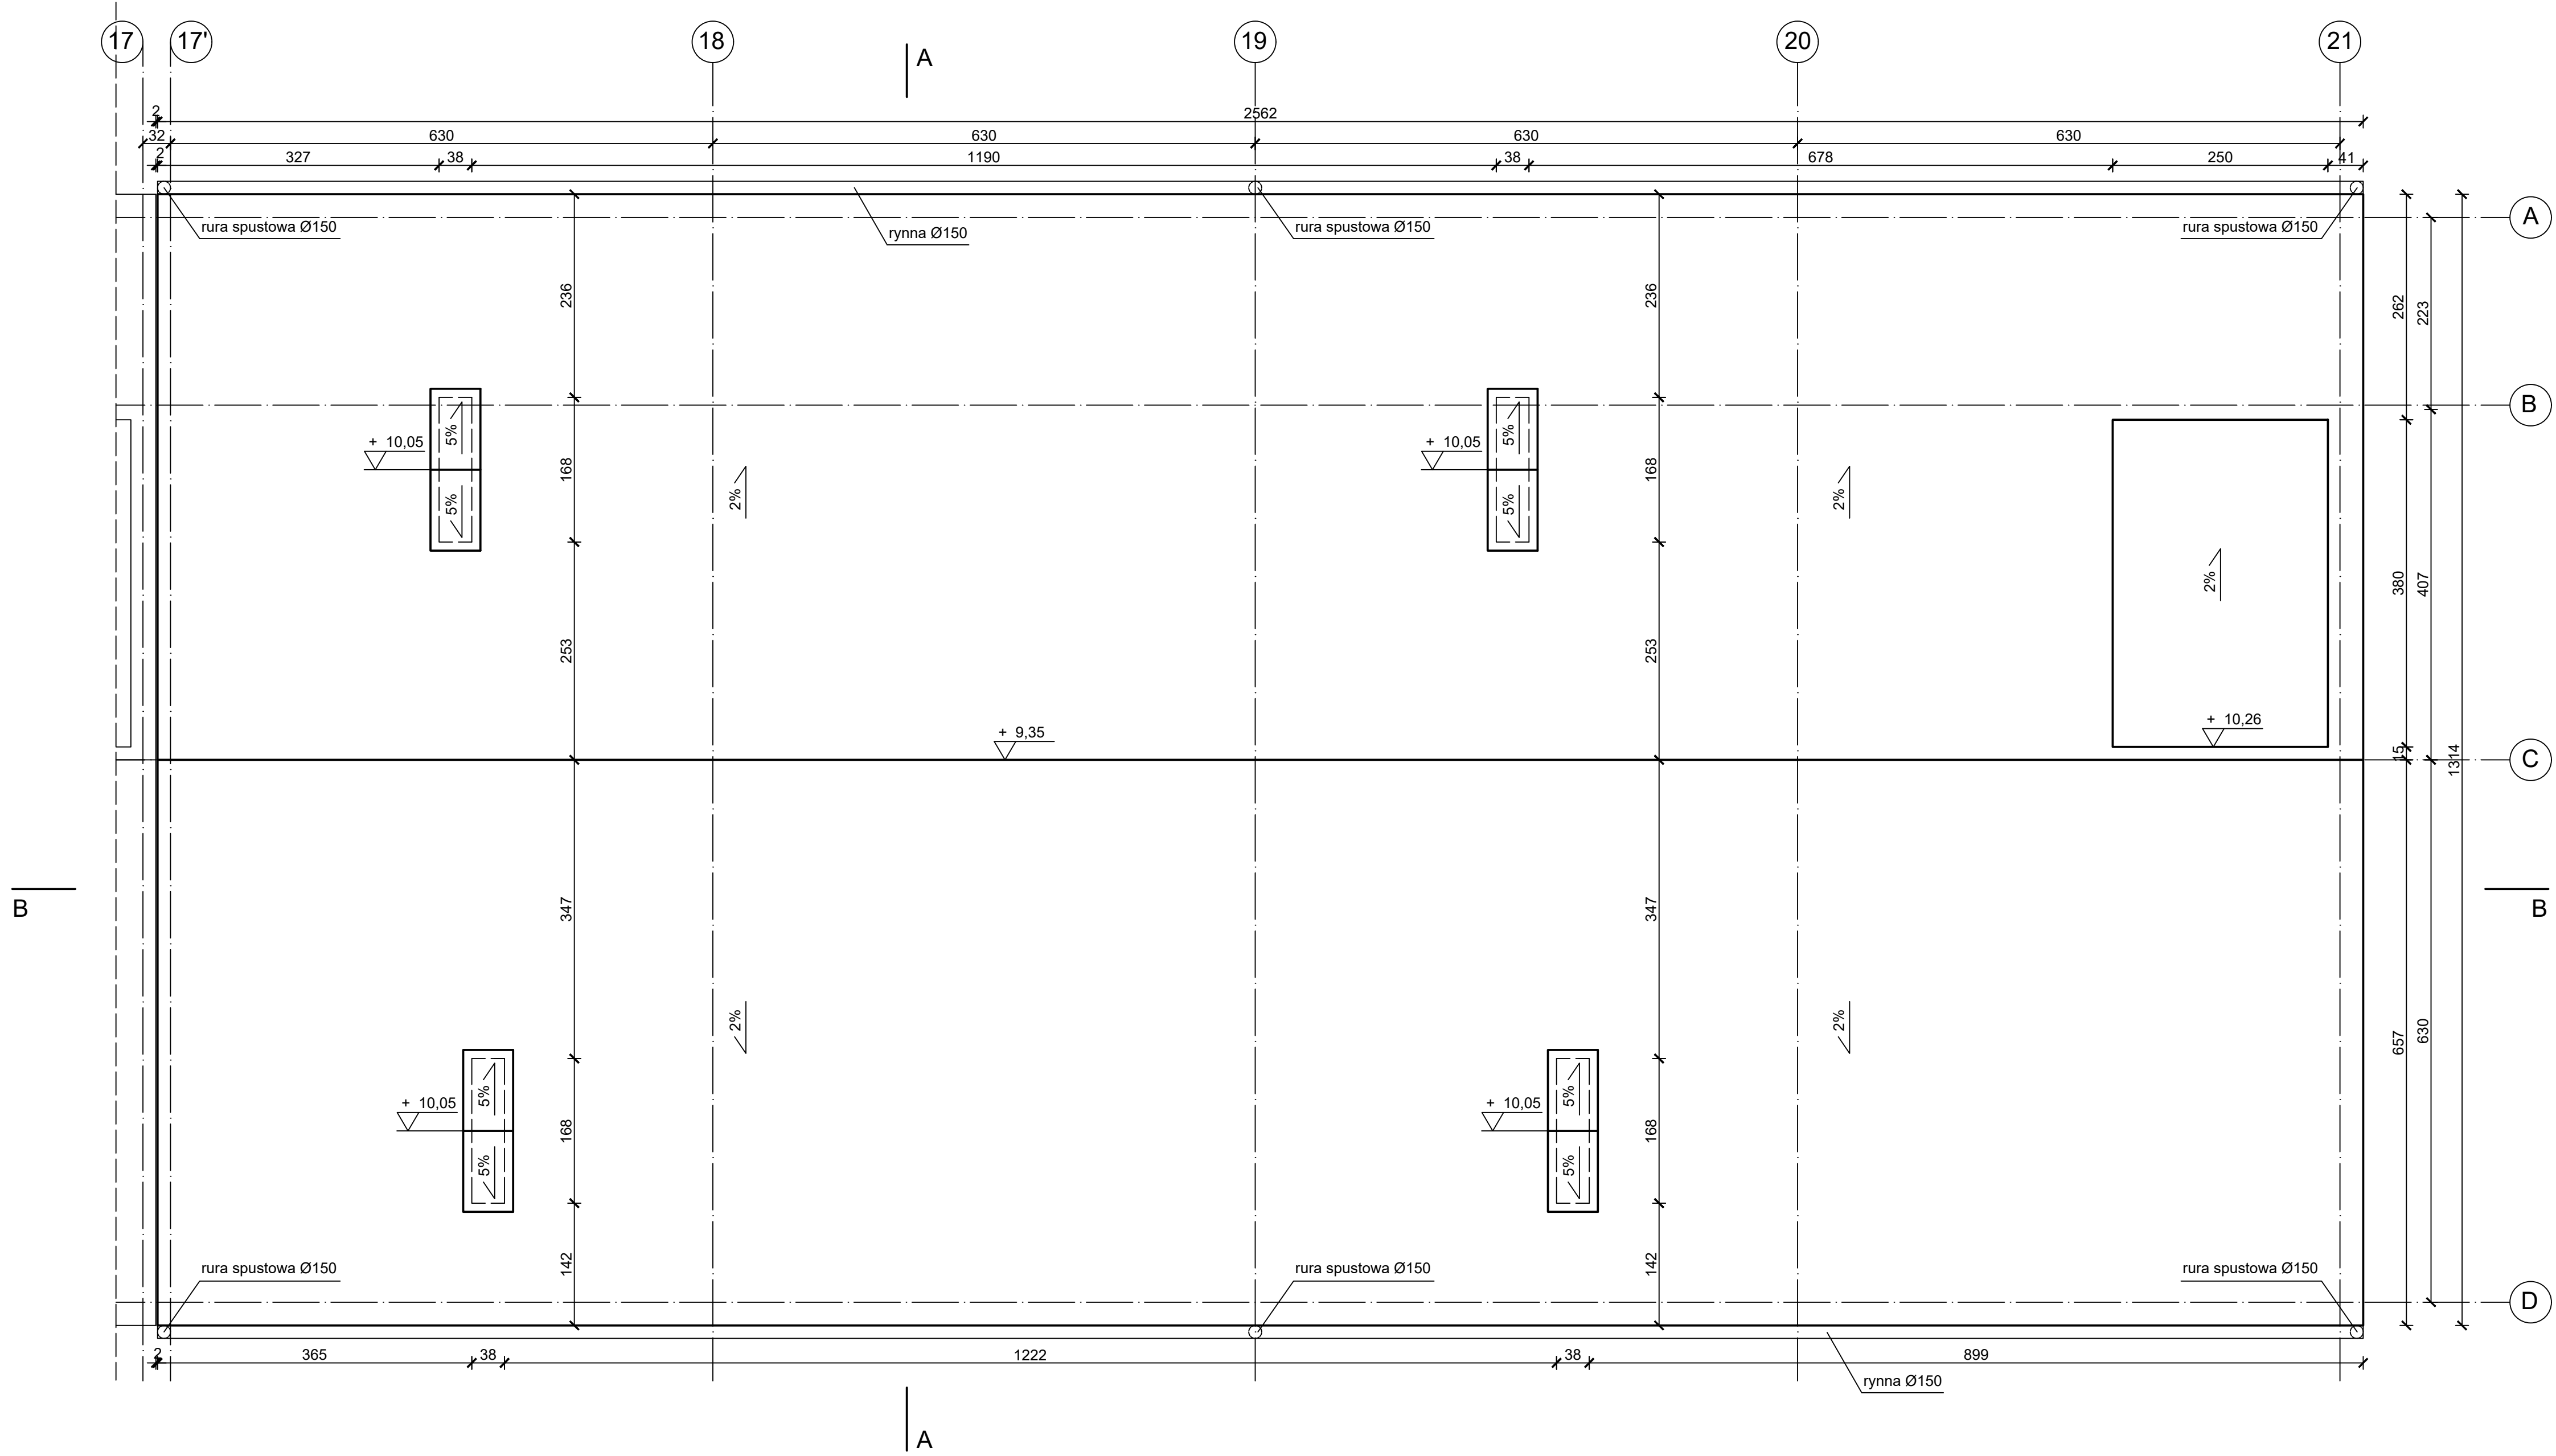 17 17' 18 A 19 20 21
2 2562
32 630 630 630 630
2 327 38 1190 38 678 250 41
A
rura spustowa Ø150 rynna Ø150 rura spustowa Ø150 rura spustowa Ø150
236 236 262 223
B
+ 10,05 5% + 10,05 5%
168 168
5% 2% 5% 2%
2% 380 407
253 253
+ 10,26
+ 9,35
15 1314
C
347 347
B B
2% 2%
657 630
+ 10,05 5% + 10,05 5%
168 168
5% 5%
142 142
rura spustowa Ø150 rura spustowa Ø150 rura spustowa Ø150
D
2 365 38 1222 38 899
rynna Ø150
A